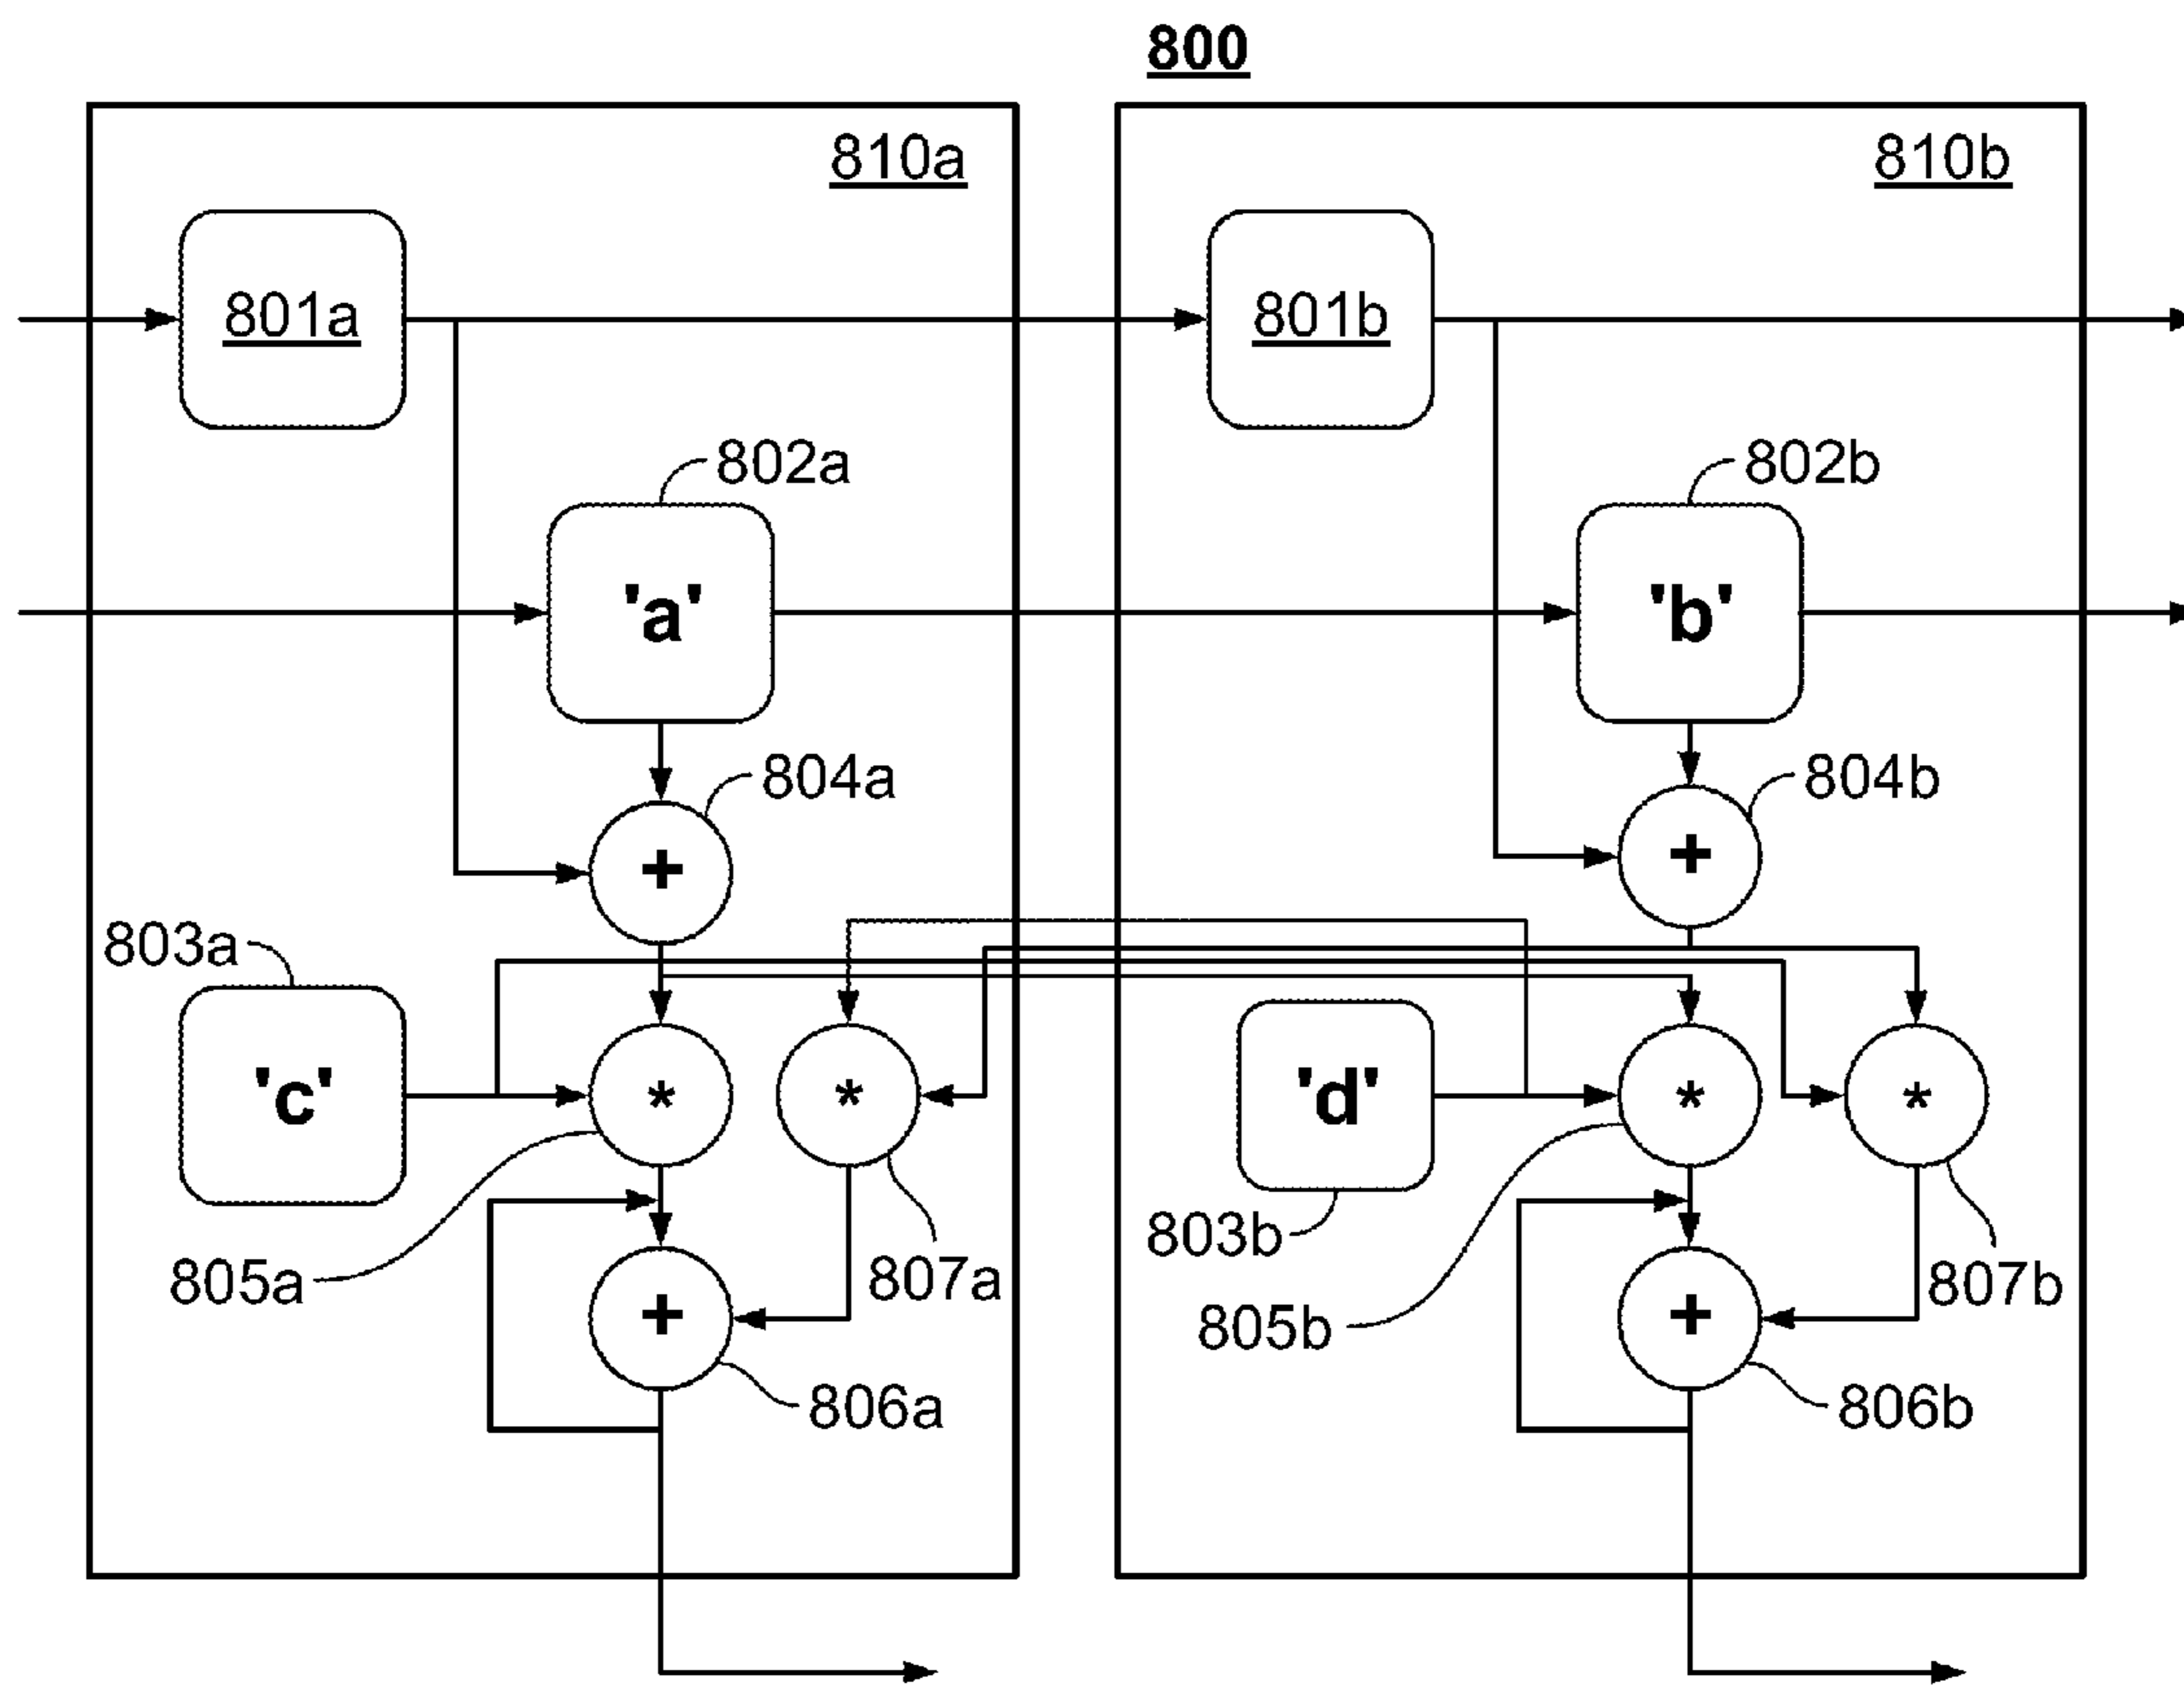 800
810a 810b
801a 801b
802a 802b
'a' 'b'
804a 804b
+ +
803a
'c' * * 'd' * *
803b
805a 807a 805b 807b
+ +
806a 806b